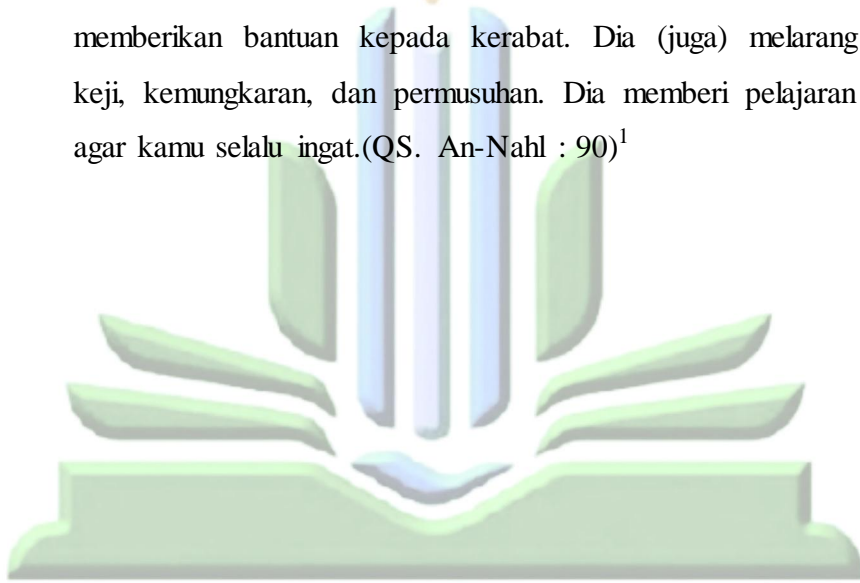 memberikan bantuan kepada kerabat. Dia (juga) melarang
keji, kemungkaran, dan permusuhan. Dia memberi pelajaran
agar kamu selalu ingat.(QS. An-Nahl : 90)1